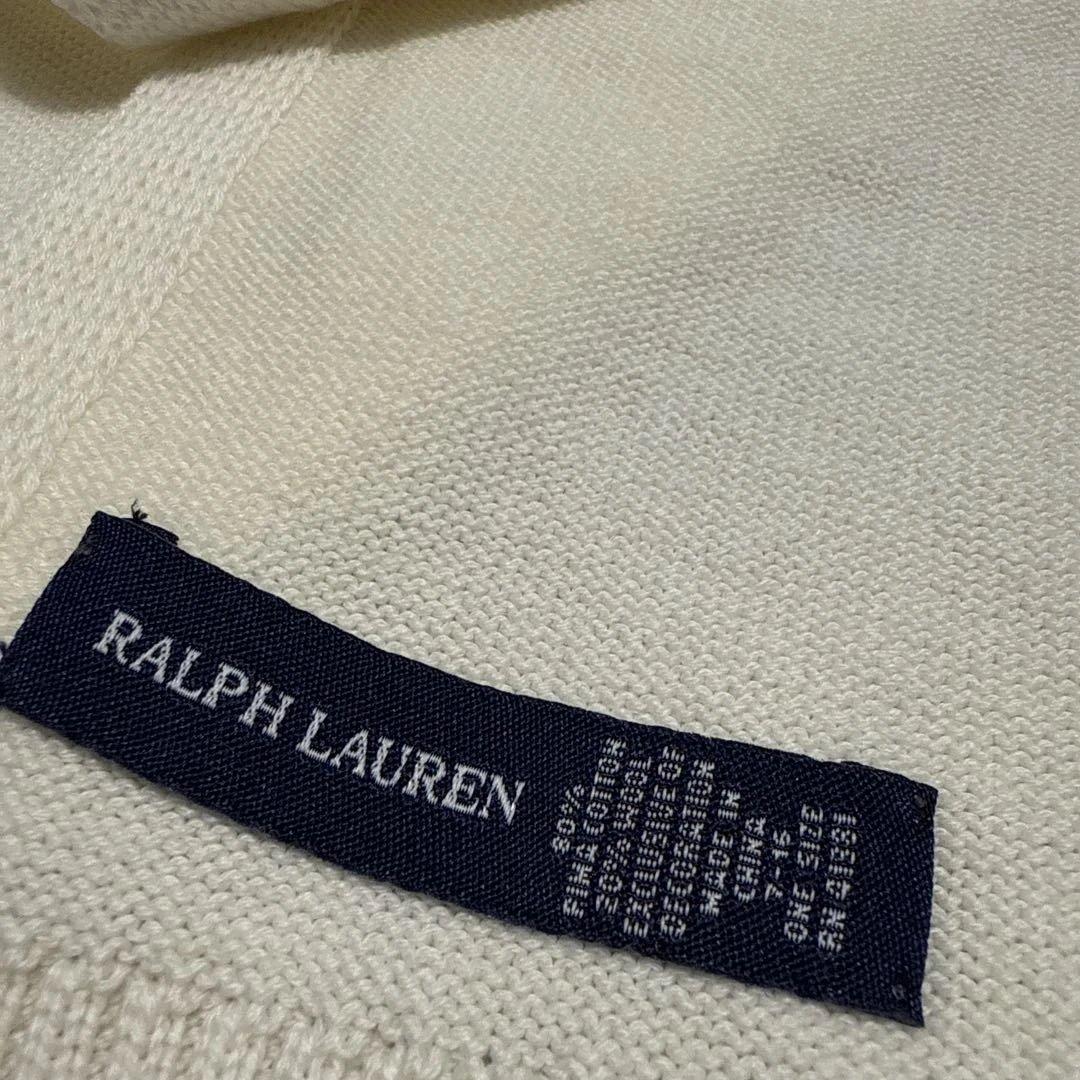 RALPH LAUREN
80%
PIMA COTTON
20% WOOL
EXCLUSIVE OF
DECORATION
MADE IN
CHINA
7-16
ONE SIZE
RN 41381